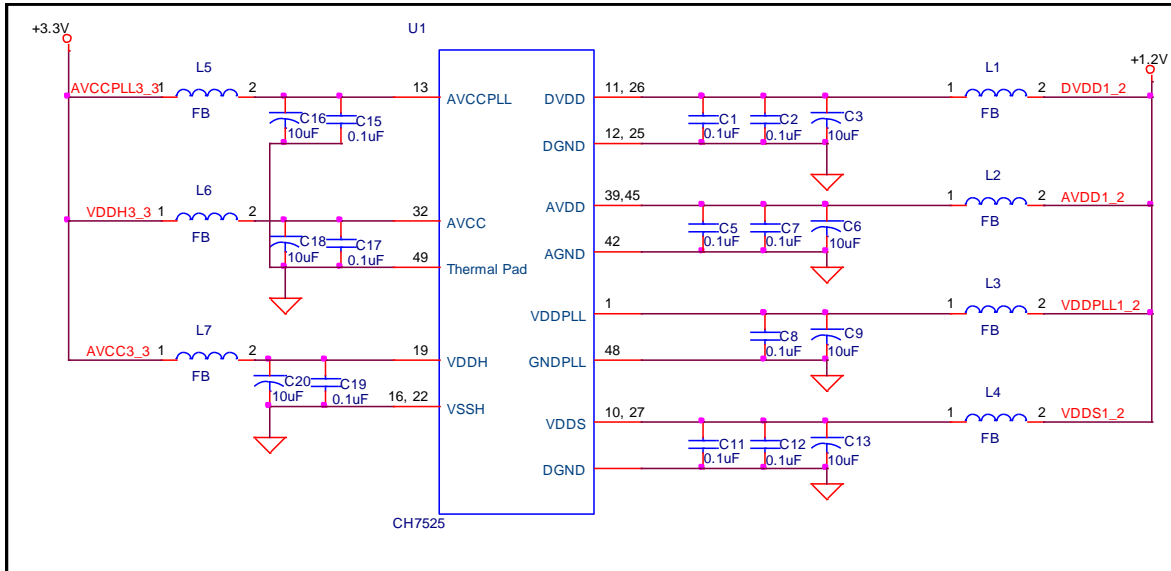 +3.3V
U1
+1.2V
L5
AVCCPLL3_3 1 2 FB
C16 10uF
C15 0.1uF
13 AVCCPLL
L6
VDDH3_3 1 2 FB
C18 10uF
C17 0.1uF
32 AVCC
49 Thermal Pad
L7
AVCC3_3 1 2 FB
C20 10uF
C19 0.1uF
19 VDDH
16, 22 VSSH
CH7525
DVDD 11, 26
DGND 12, 25
C1 0.1uF
C2 0.1uF
C3 10uF
L1
1 2 DVDD1_2
FB
AVDD 39,45
AGND 42
C5 0.1uF
C7 0.1uF
C6 10uF
L2
1 2 AVDD1_2
FB
VDDPLL 1
GNDPLL 48
C8 0.1uF
C9 10uF
L3
1 2 VDDPLL1_2
FB
VDDS 10, 27
DGND
C11 0.1uF
C12 0.1uF
C13 10uF
L4
1 2 VDDS1_2
FB